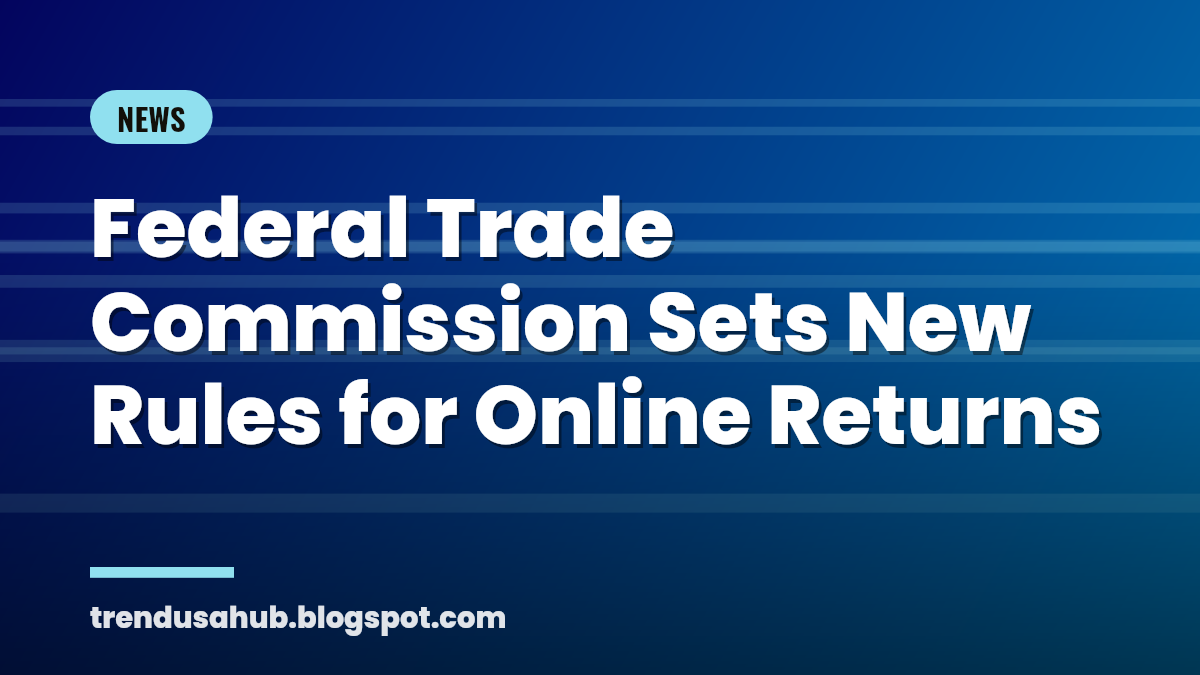 NEWS
Federal Trade
Commission Sets New
Rules for Online Returns
trendusahub.blogspot.com